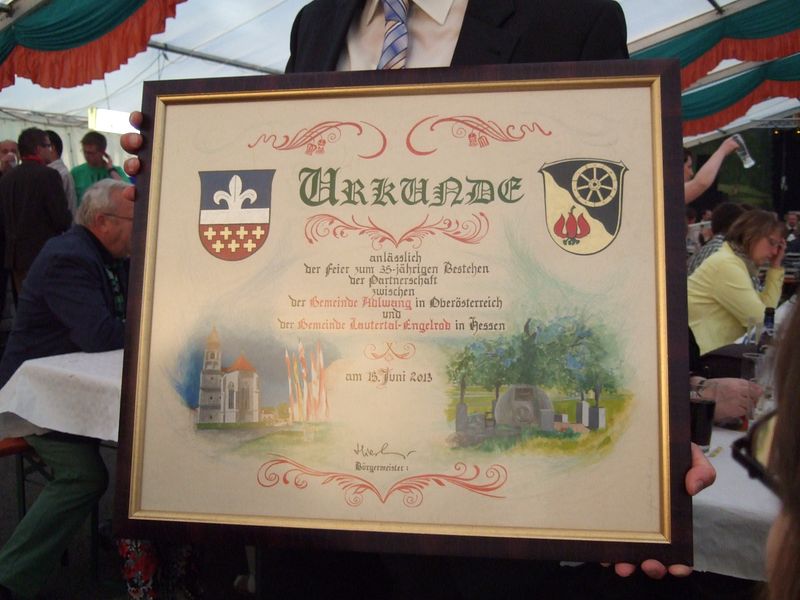 URKUNDE
anlässlich
der Feier zum 35-jährigen Bestehen
der Partnerschaft
zwischen
der Gemeinde Adlwang in Oberösterreich
und
der Gemeinde Lautertal-Engelrod in Hessen
am 15. Juni 2013
Bürgermeister: